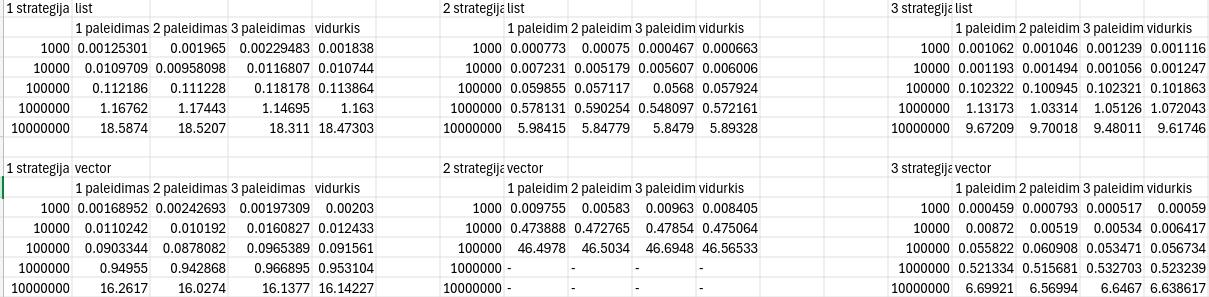 1 strategija list 2 strategija list 3 strategija list
1 paleidimas 2 paleidimas 3 paleidimas vidurkis 1 paleidim 2 paleidim 3 paleidim vidurkis 1 paleidim 2 paleidim 3 paleidim vidurkis
1000 0.00125301 0.001965 0.00229483 0.001838 1000 0.000773 0.00075 0.000467 0.000663 1000 0.001062 0.001046 0.001239 0.001116
10000 0.0109709 0.00958098 0.0116807 0.010744 10000 0.007231 0.005179 0.005607 0.006006 10000 0.001193 0.001494 0.001056 0.001247
100000 0.112186 0.111228 0.118178 0.113864 100000 0.059855 0.057117 0.0568 0.057924 100000 0.102322 0.100945 0.102321 0.101863
1000000 1.16762 1.17443 1.14695 1.163 1000000 0.578131 0.590254 0.548097 0.572161 1000000 1.13173 1.03314 1.05126 1.072043
10000000 18.5874 18.5207 18.311 18.47303 10000000 5.98415 5.84779 5.8479 5.89328 10000000 9.67209 9.70018 9.48011 9.61746
1 strategija vector 2 strategija vector 3 strategija vector
1 paleidimas 2 paleidimas 3 paleidimas vidurkis 1 paleidim 2 paleidim 3 paleidim vidurkis 1 paleidim 2 paleidim 3 paleidim vidurkis
1000 0.00168952 0.00242693 0.00197309 0.00203 1000 0.009755 0.00583 0.00963 0.008405 1000 0.000459 0.000793 0.000517 0.00059
10000 0.0110242 0.010192 0.0160827 0.012433 10000 0.473888 0.472765 0.47854 0.475064 10000 0.00872 0.00519 0.00534 0.006417
100000 0.0903344 0.0878082 0.0965389 0.091561 100000 46.4978 46.5034 46.6948 46.56533 100000 0.055822 0.060908 0.053471 0.056734
1000000 0.94955 0.942868 0.966895 0.953104 1000000 - - - - 1000000 0.521334 0.515681 0.532703 0.523239
10000000 16.2617 16.0274 16.1377 16.14227 10000000 - - - - 10000000 6.69921 6.56994 6.6467 6.638617